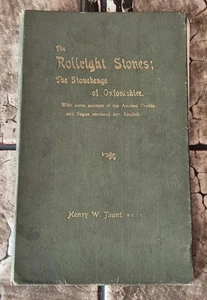 The
Rollright Stones;
The Stonehenge
of Oxfordshire.
With some account of the Ancient Druids,
and Sagas rendered into English.
Henry W. Taunt,